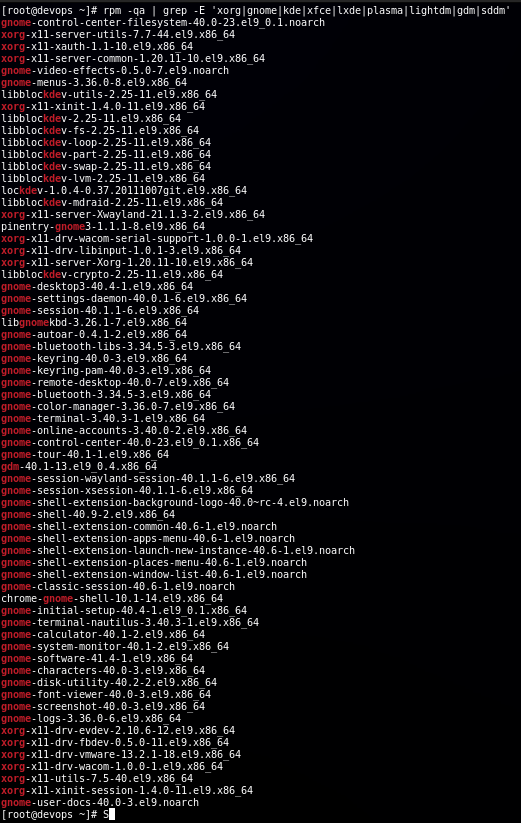 [root@devops ~]# rpm -qa | grep -E 'xorg|gnome|kde|xfce|lxde|plasma|lightdm|gdm|sddm'
gnome-control-center-filesystem-40.0-23.el9_0.1.noarch
xorg-x11-server-utils-7.7-44.el9.x86_64
xorg-x11-xauth-1.1-10.el9.x86_64
xorg-x11-server-common-1.20.11-10.el9.x86_64
gnome-video-effects-0.5.0-7.el9.noarch
gnome-menus-3.36.0-8.el9.x86_64
libblockdev-utils-2.25-11.el9.x86_64
xorg-x11-xinit-1.4.0-11.el9.x86_64
libblockdev-2.25-11.el9.x86_64
libblockdev-fs-2.25-11.el9.x86_64
libblockdev-loop-2.25-11.el9.x86_64
libblockdev-part-2.25-11.el9.x86_64
libblockdev-swap-2.25-11.el9.x86_64
libblockdev-lvm-2.25-11.el9.x86_64
lockdev-1.0.4-0.37.20111007git.el9.x86_64
libblockdev-mdraid-2.25-11.el9.x86_64
xorg-x11-server-Xwayland-21.1.3-2.el9.x86_64
pinentry-gnome3-1.1.1-8.el9.x86_64
xorg-x11-drv-wacom-serial-support-1.0.0-1.el9.x86_64
xorg-x11-drv-libinput-1.0.1-3.el9.x86_64
xorg-x11-server-Xorg-1.20.11-10.el9.x86_64
libblockdev-crypto-2.25-11.el9.x86_64
gnome-desktop3-40.4-1.el9.x86_64
gnome-settings-daemon-40.0.1-6.el9.x86_64
gnome-session-40.1.1-6.el9.x86_64
libgnomekbd-3.26.1-7.el9.x86_64
gnome-autoar-0.4.1-2.el9.x86_64
gnome-bluetooth-libs-3.34.5-3.el9.x86_64
gnome-keyring-40.0-3.el9.x86_64
gnome-keyring-pam-40.0-3.el9.x86_64
gnome-remote-desktop-40.0-7.el9.x86_64
gnome-bluetooth-3.34.5-3.el9.x86_64
gnome-color-manager-3.36.0-7.el9.x86_64
gnome-terminal-3.40.3-1.el9.x86_64
gnome-online-accounts-3.40.0-2.el9.x86_64
gnome-control-center-40.0-23.el9_0.1.x86_64
gnome-tour-40.1-1.el9.x86_64
gdm-40.1-13.el9_0.4.x86_64
gnome-session-wayland-session-40.1.1-6.el9.x86_64
gnome-session-xsession-40.1.1-6.el9.x86_64
gnome-shell-extension-background-logo-40.0~rc-4.el9.noarch
gnome-shell-40.9-2.el9.x86_64
gnome-shell-extension-common-40.6-1.el9.noarch
gnome-shell-extension-apps-menu-40.6-1.el9.noarch
gnome-shell-extension-launch-new-instance-40.6-1.el9.noarch
gnome-shell-extension-places-menu-40.6-1.el9.noarch
gnome-shell-extension-window-list-40.6-1.el9.noarch
gnome-classic-session-40.6-1.el9.noarch
chrome-gnome-shell-10.1-14.el9.x86_64
gnome-initial-setup-40.4-1.el9_0.1.x86_64
gnome-terminal-nautilus-3.40.3-1.el9.x86_64
gnome-calculator-40.1-2.el9.x86_64
gnome-system-monitor-40.1-2.el9.x86_64
gnome-software-41.4-1.el9.x86_64
gnome-characters-40.0-3.el9.x86_64
gnome-disk-utility-40.2-2.el9.x86_64
gnome-font-viewer-40.0-3.el9.x86_64
gnome-screenshot-40.0-3.el9.x86_64
gnome-logs-3.36.0-6.el9.x86_64
xorg-x11-drv-evdev-2.10.6-12.el9.x86_64
xorg-x11-drv-fbdev-0.5.0-11.el9.x86_64
xorg-x11-drv-vmware-13.2.1-18.el9.x86_64
xorg-x11-drv-wacom-1.0.0-1.el9.x86_64
xorg-x11-utils-7.5-40.el9.x86_64
xorg-x11-xinit-session-1.4.0-11.el9.x86_64
gnome-user-docs-40.0-3.el9.noarch
[root@devops ~]# S